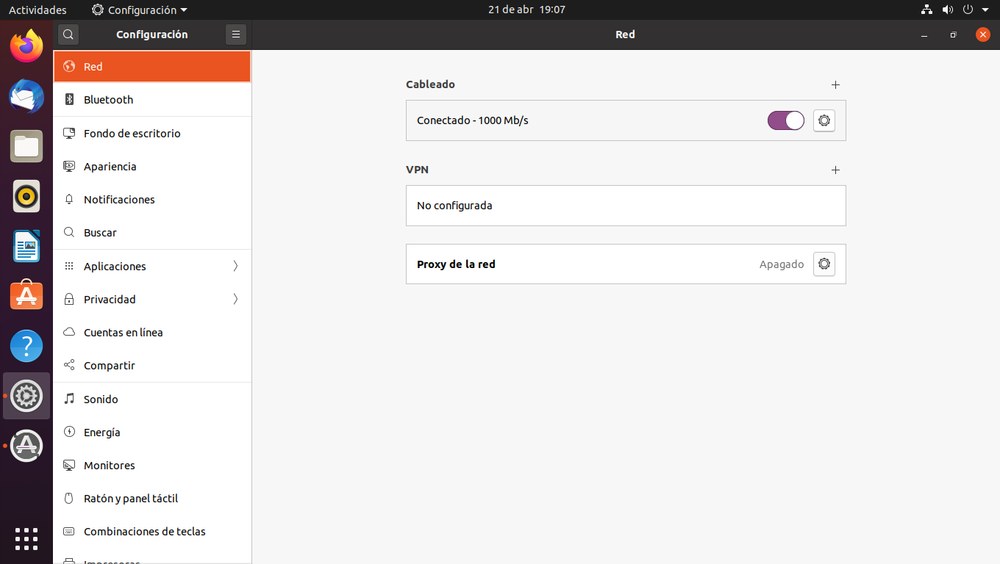 Actividades
Configuración
21 de abr 19:07
Configuración
Red
Red
Bluetooth
Fondo de escritorio
Apariencia
Notificaciones
Buscar
Aplicaciones
Privacidad
Cuentas en línea
Compartir
Sonido
Energía
Monitores
Ratón y panel táctil
Combinaciones de teclas
Impresoras
Cableado
Conectado - 1000 Mb/s
VPN
No configurada
Proxy de la red
Apagado